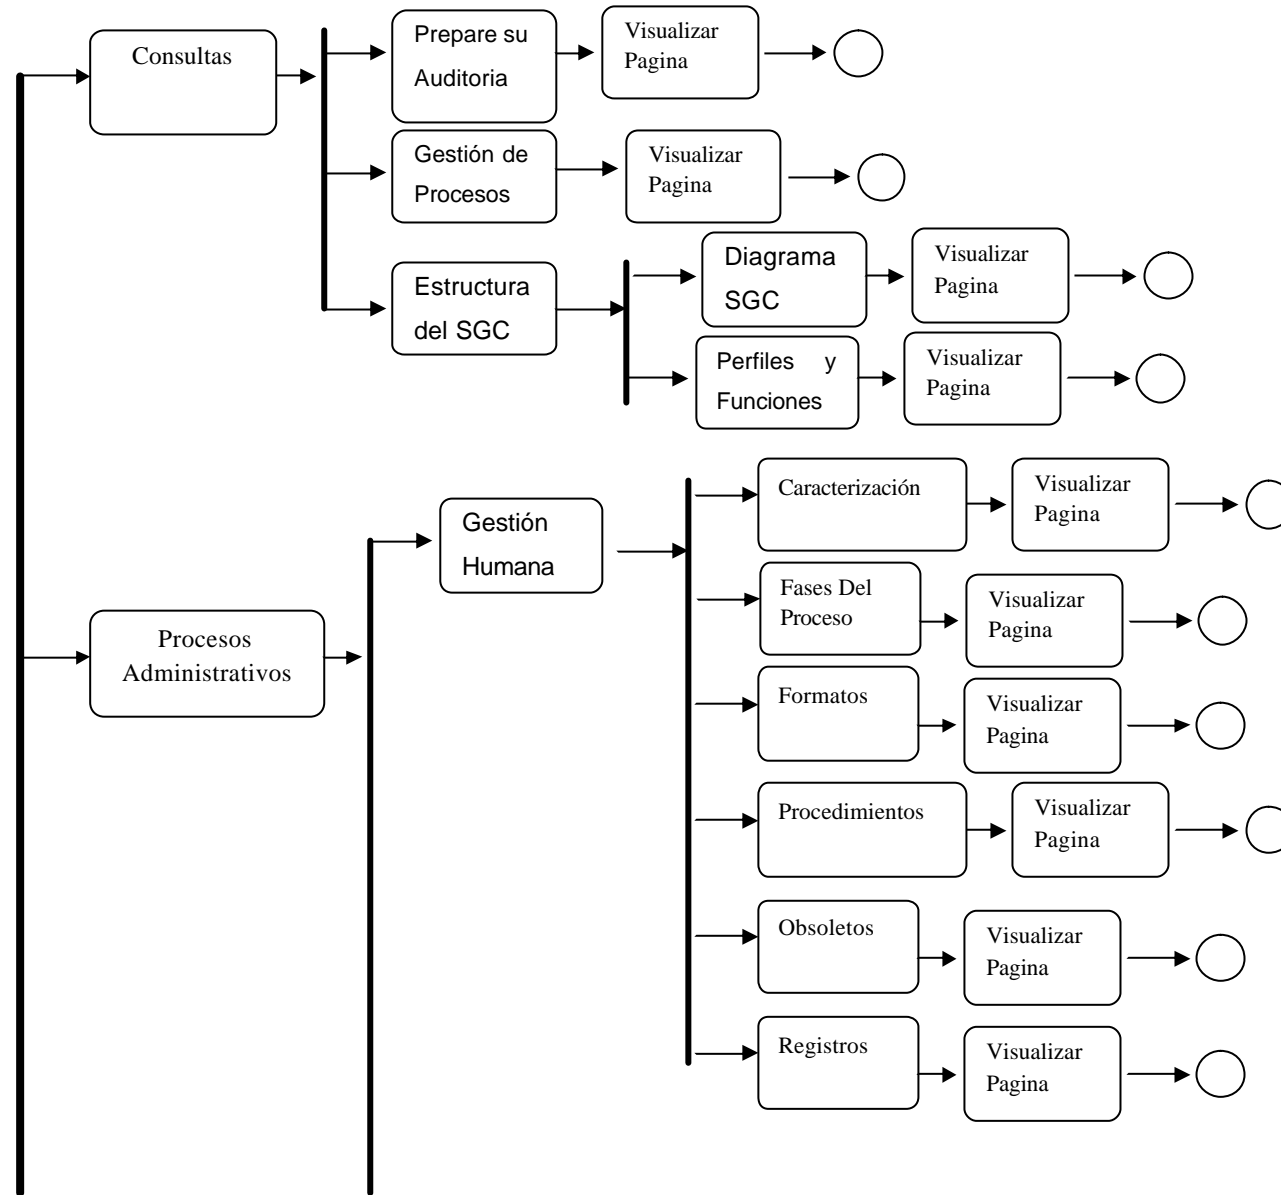 Consultas
Prepare su
Auditoria
Visualizar
Pagina
Gestión de
Procesos
Visualizar
Pagina
Estructura
del SGC
Diagrama
SGC
Visualizar
Pagina
Perfiles y
Funciones
Visualizar
Pagina
Procesos
Administrativos
Gestión
Humana
Caracterización
Visualizar
Pagina
Fases Del
Proceso
Visualizar
Pagina
Formatos
Visualizar
Pagina
Procedimientos
Visualizar
Pagina
Obsoletos
Visualizar
Pagina
Registros
Visualizar
Pagina